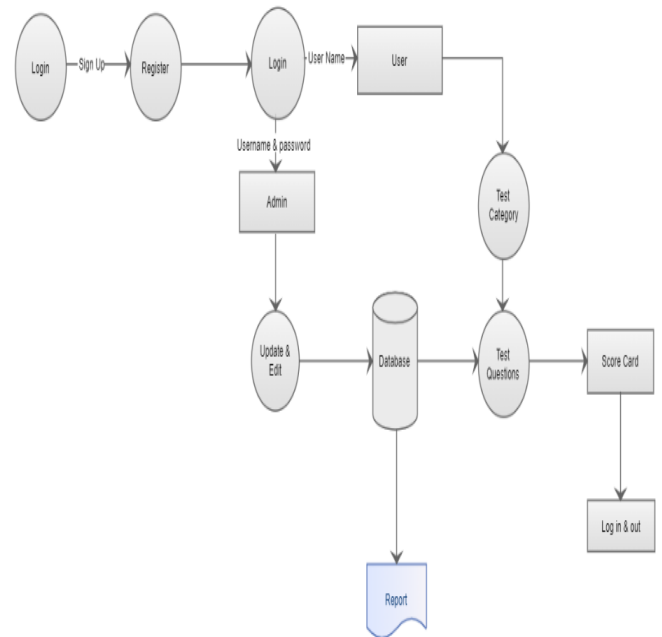 Login
Sign Up
Register
Login
User Name
User
Username & password
Admin
Test
Category
Update &
Edit
Database
Test
Questions
Score Card
Log in & out
Report